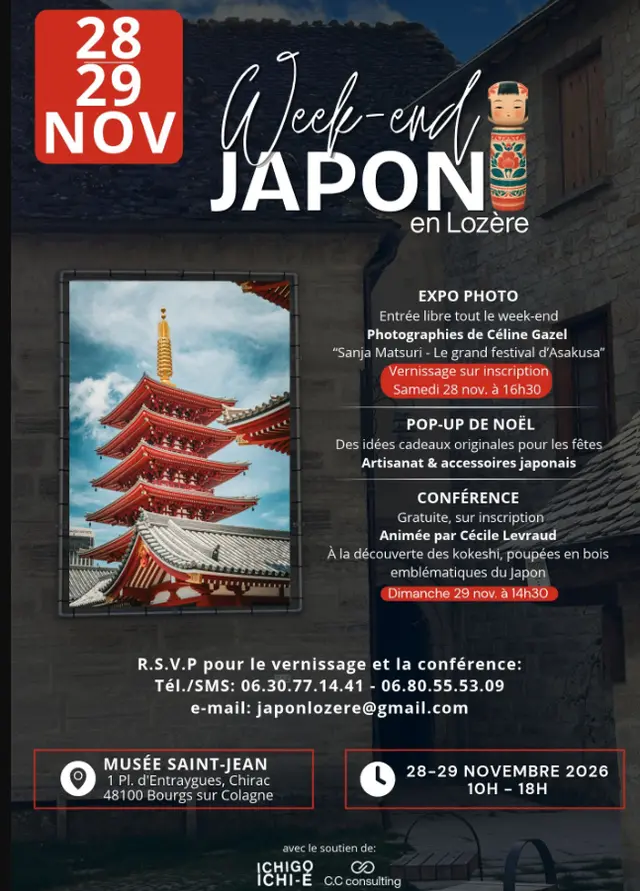 28
29
NOV
Week-end
JAPON
en Lozère
EXPO PHOTO
Entrée libre tout le week-end
Photographies de Céline Gazel
“Sanja Matsuri - Le grand festival d’Asakusa”
Vernissage sur inscription
Samedi 28 nov. à 16h30
POP-UP DE NOËL
Des idées cadeaux originales pour les fêtes
Artisanat & accessoires japonais
CONFÉRENCE
Gratuite, sur inscription
Animée par Cécile Levraud
À la découverte des kokeshi, poupées en bois
emblématiques du Japon
Dimanche 29 nov. à 14h30
R.S.V.P pour le vernissage et la conférence:
Tél./SMS: 06.30.77.14.41 - 06.80.55.53.09
e-mail: japonlozere@gmail.com
MUSÉE SAINT-JEAN
1 Pl. d'Entraygues, Chirac
48100 Bourgs sur Colagne
28-29 NOVEMBRE 2026
10H - 18H
avec le soutien de:
ICHIGO
ICHI-E
C.C consulting